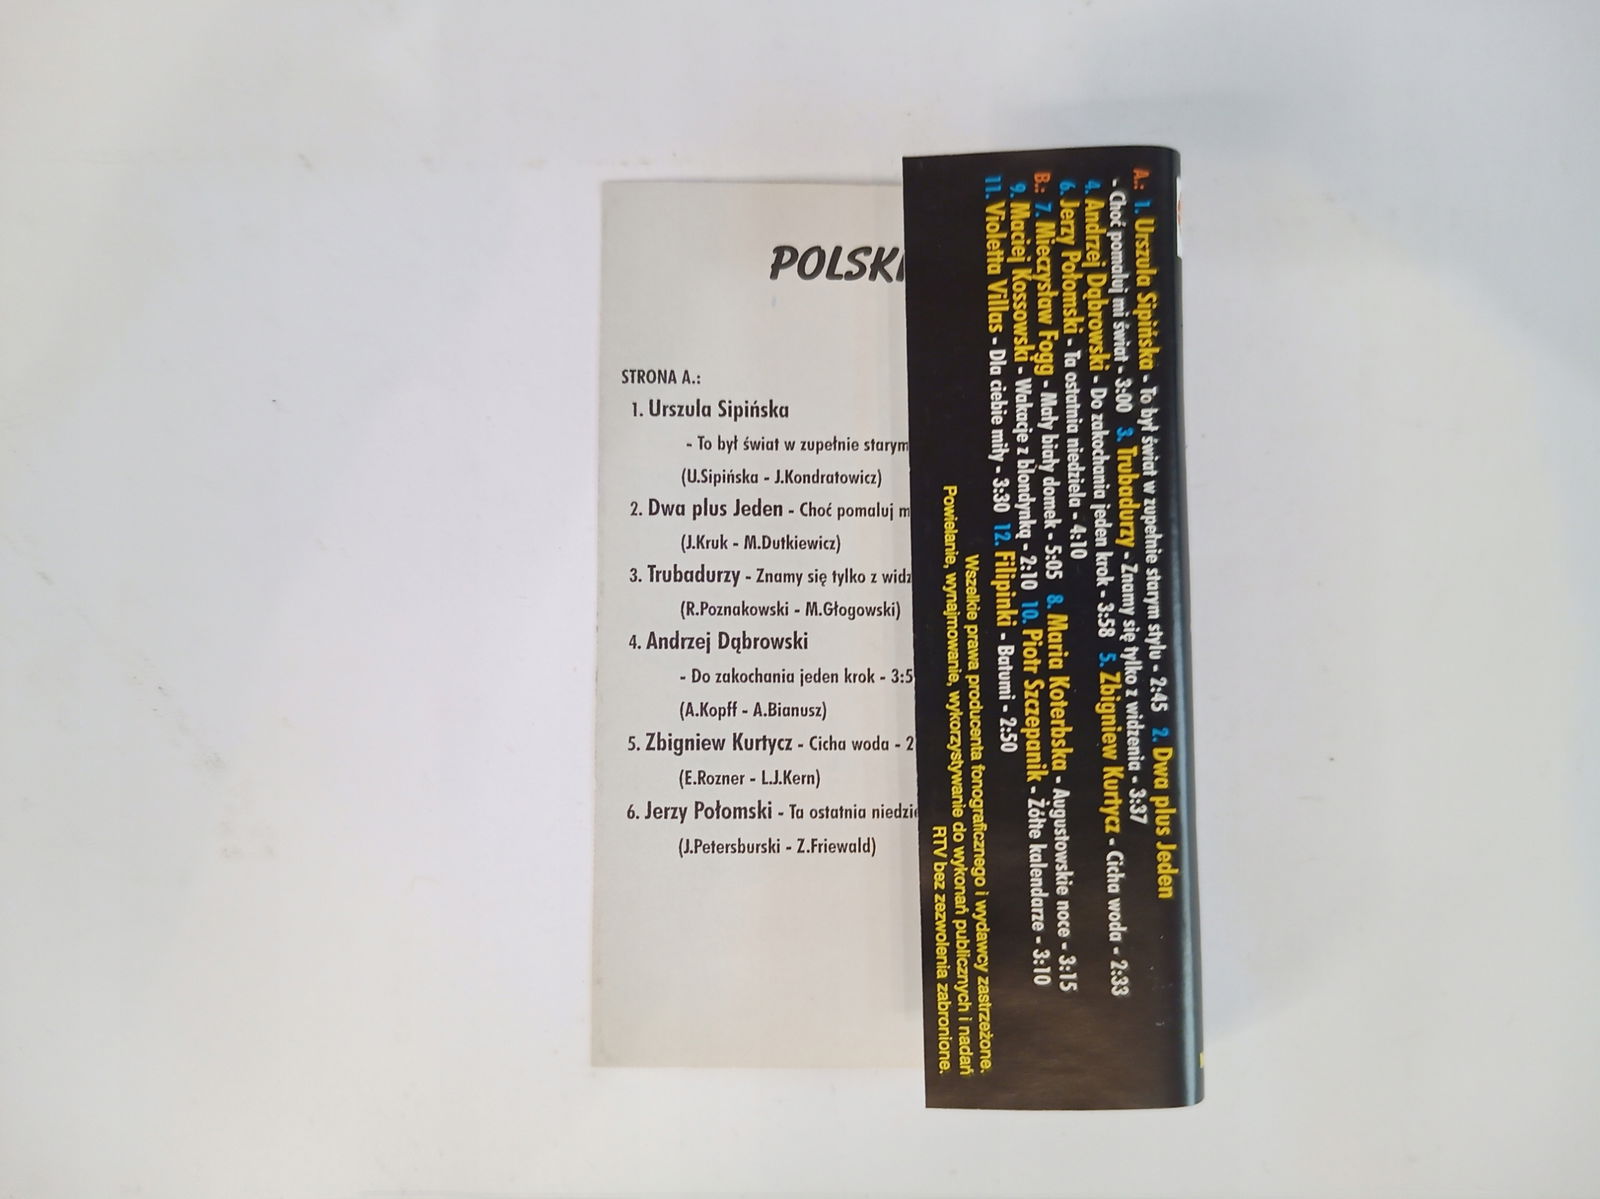 POLSKI
STRONA A.:
1. Urszula Sipińska
- To był świat w zupełnie starym
(U.Sipińska - J.Kondratowicz)
2. Dwa plus Jeden - Choć pomaluj m
(J.Kruk - M.Dutkiewicz)
3. Trubadurzy - Znamy się tylko z widz
(R.Poznakowski - M.Głogowski)
4. Andrzej Dąbrowski
- Do zakochania jeden krok - 3:5
(A.Kopff - A.Bianusz)
5. Zbigniew Kurtycz - Cicha woda - 2
(E.Rozner - L.J.Kern)
6. Jerzy Połomski - Ta ostatnia niedzie
(J.Petersburski - Z.Friewald)
A.: 1. Urszula Sipińska - To był świat w zupełnie starym stylu - 2:45 2. Dwa plus Jeden
- Choć pomaluj mi świat - 3:00 3. Trubadurzy - Znamy się tylko z widzenia - 3:37
4. Andrzej Dąbrowski - Do zakochania jeden krok - 3:58 5. Zbigniew Kurtycz - Cicha woda - 2:33
6. Jerzy Połomski - Ta ostatnia niedziela - 4:10
B.: 7. Mieczysław Fogg - Mały biały domek - 5:05 8. Maria Koterbska - Augustowskie noce - 3:15
9. Maciej Kossowski - Wakacje z blondynką - 2:10 10. Piotr Szczepanik - Żółte kalendarze - 3:10
11. Violetta Villas - Dla ciebie miły - 3:30 12. Filipinki - Batumi - 2:50
Wszelkie prawa producenta fonograficznego i wydawcy zastrzeżone.
Powielanie, wynajmowanie, wykorzystywanie do wykonań publicznych i nadań
RTV bez zezwolenia zabronione.